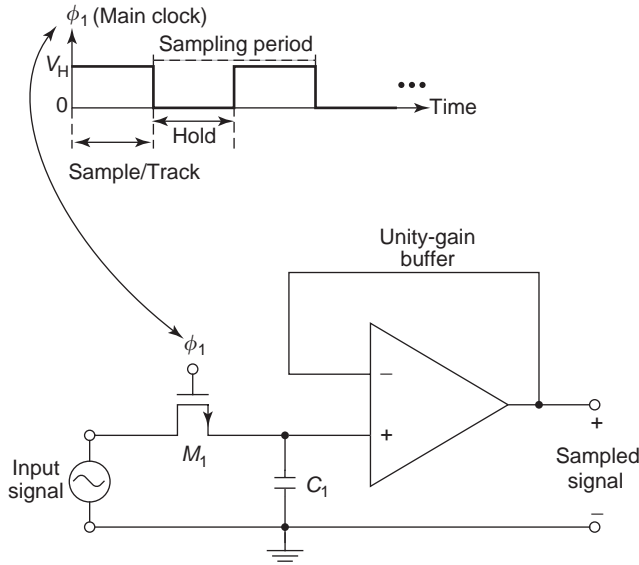 ϕ1 (Main clock)
Sampling period
VH
0
Time
Hold
Sample/Track
Unity-gain
buffer
ϕ1
−
+
M1
C1
Input
signal
+
Sampled
signal
−